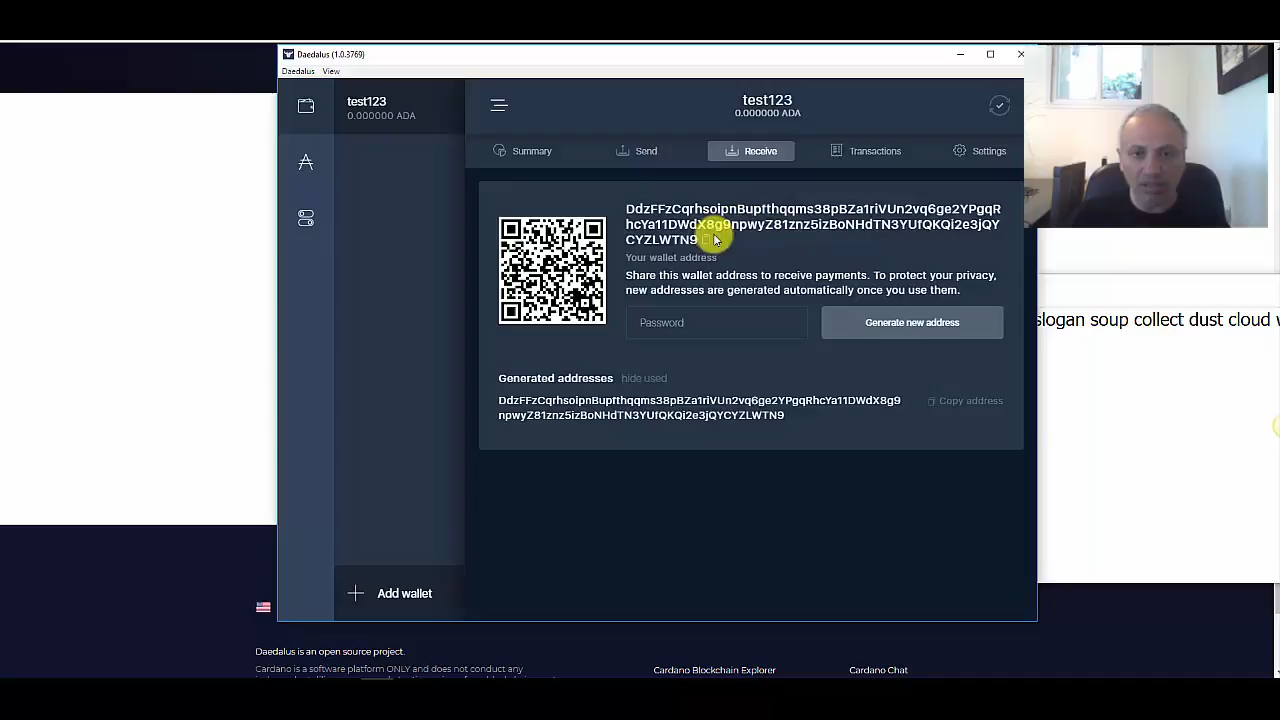 Daedalus (1.0.3769)
Daedalus View
test123
0.000000 ADA
test123
0.000000 ADA
Summary
Send
Receive
Transactions
Settings
DdzFFzCqrhsoipnBupfthqqms38pBZa1riVUn2vq6ge2YPgqR
hcYa11DWdX8g9npwyZ81znz5izBoNHdTN3YUfQKQi2e3jQY
CYZLWTN9
Your wallet address
Share this wallet address to receive payments. To protect your privacy,
new addresses are generated automatically once you use them.
Password
Generate new address
slogan soup collect dust cloud
Generated addresses hide used
DdzFFzCqrhsoipnBupfthqqms38pBZa1riVUn2vq6ge2YPgqRhcYa11DWdX8g9
npwyZ81znz5izBoNHdTN3YUfQKQi2e3jQYCYZLWTN9
Copy address
Add wallet
Daedalus is an open source project.
Cardano is a software platform ONLY and does not conduct any
Cardano Blockchain Explorer
Cardano Chat